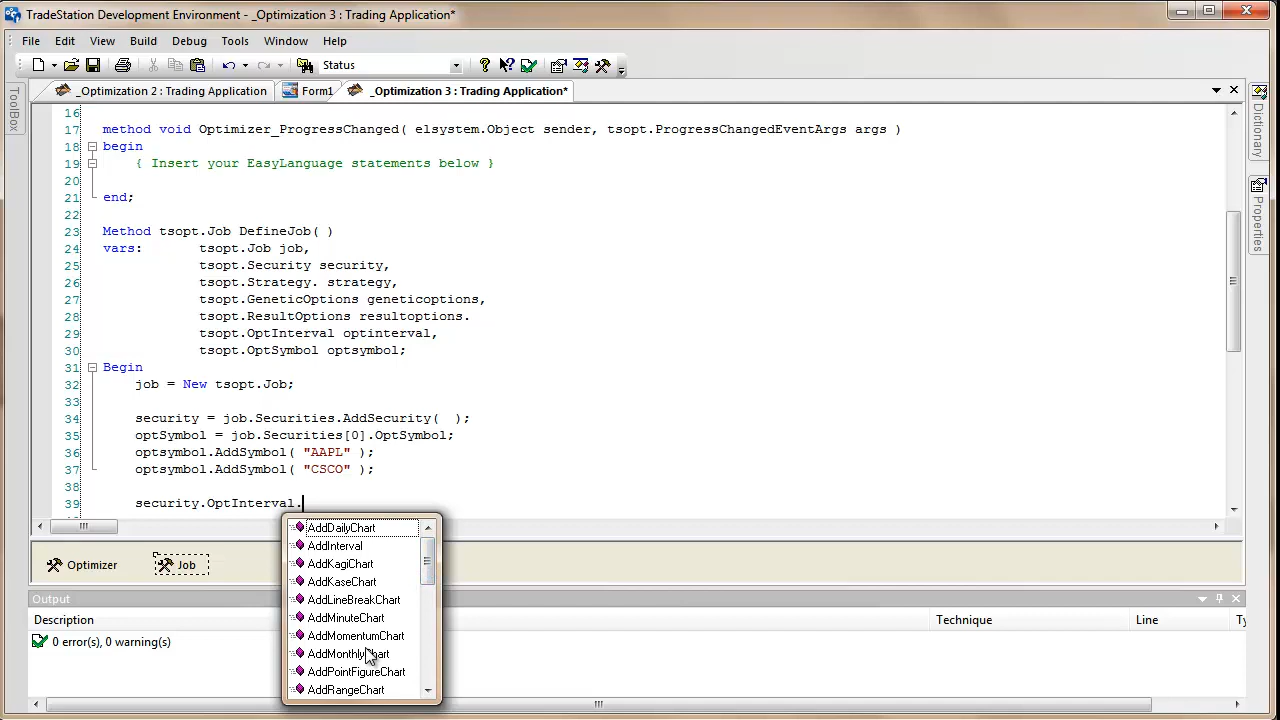 TradeStation Development Environment - _Optimization 3 : Trading Application*
File Edit View Build Debug Tools Window Help
Status
_Optimization 2 : Trading Application Form1 _Optimization 3 : Trading Application*
ToolBox
Dictionary
Properties
16
17 method void Optimizer_ProgressChanged( elsystem.Object sender, tsopt.ProgressChangedEventArgs args )
18 begin
19 { Insert your EasyLanguage statements below }
20
21 end;
22
23 Method tsopt.Job DefineJob( )
24 vars: tsopt.Job job,
25 tsopt.Security security,
26 tsopt.Strategy. strategy,
27 tsopt.GeneticOptions geneticoptions,
28 tsopt.ResultOptions resultoptions.
29 tsopt.OptInterval optinterval,
30 tsopt.OptSymbol optsymbol;
31 Begin
32 job = New tsopt.Job;
33
34 security = job.Securities.AddSecurity(  );
35 optSymbol = job.Securities[0].OptSymbol;
36 optsymbol.AddSymbol( "AAPL" );
37 optsymbol.AddSymbol( "CSCO" );
38
39 security.OptInterval.
AddDailyChart
AddInterval
AddKagiChart
AddKaseChart
AddLineBreakChart
AddMinuteChart
AddMomentumChart
AddMonthlyChart
AddPointFigureChart
AddRangeChart
Optimizer Job
Output
Description Technique Line
0 error(s), 0 warning(s)